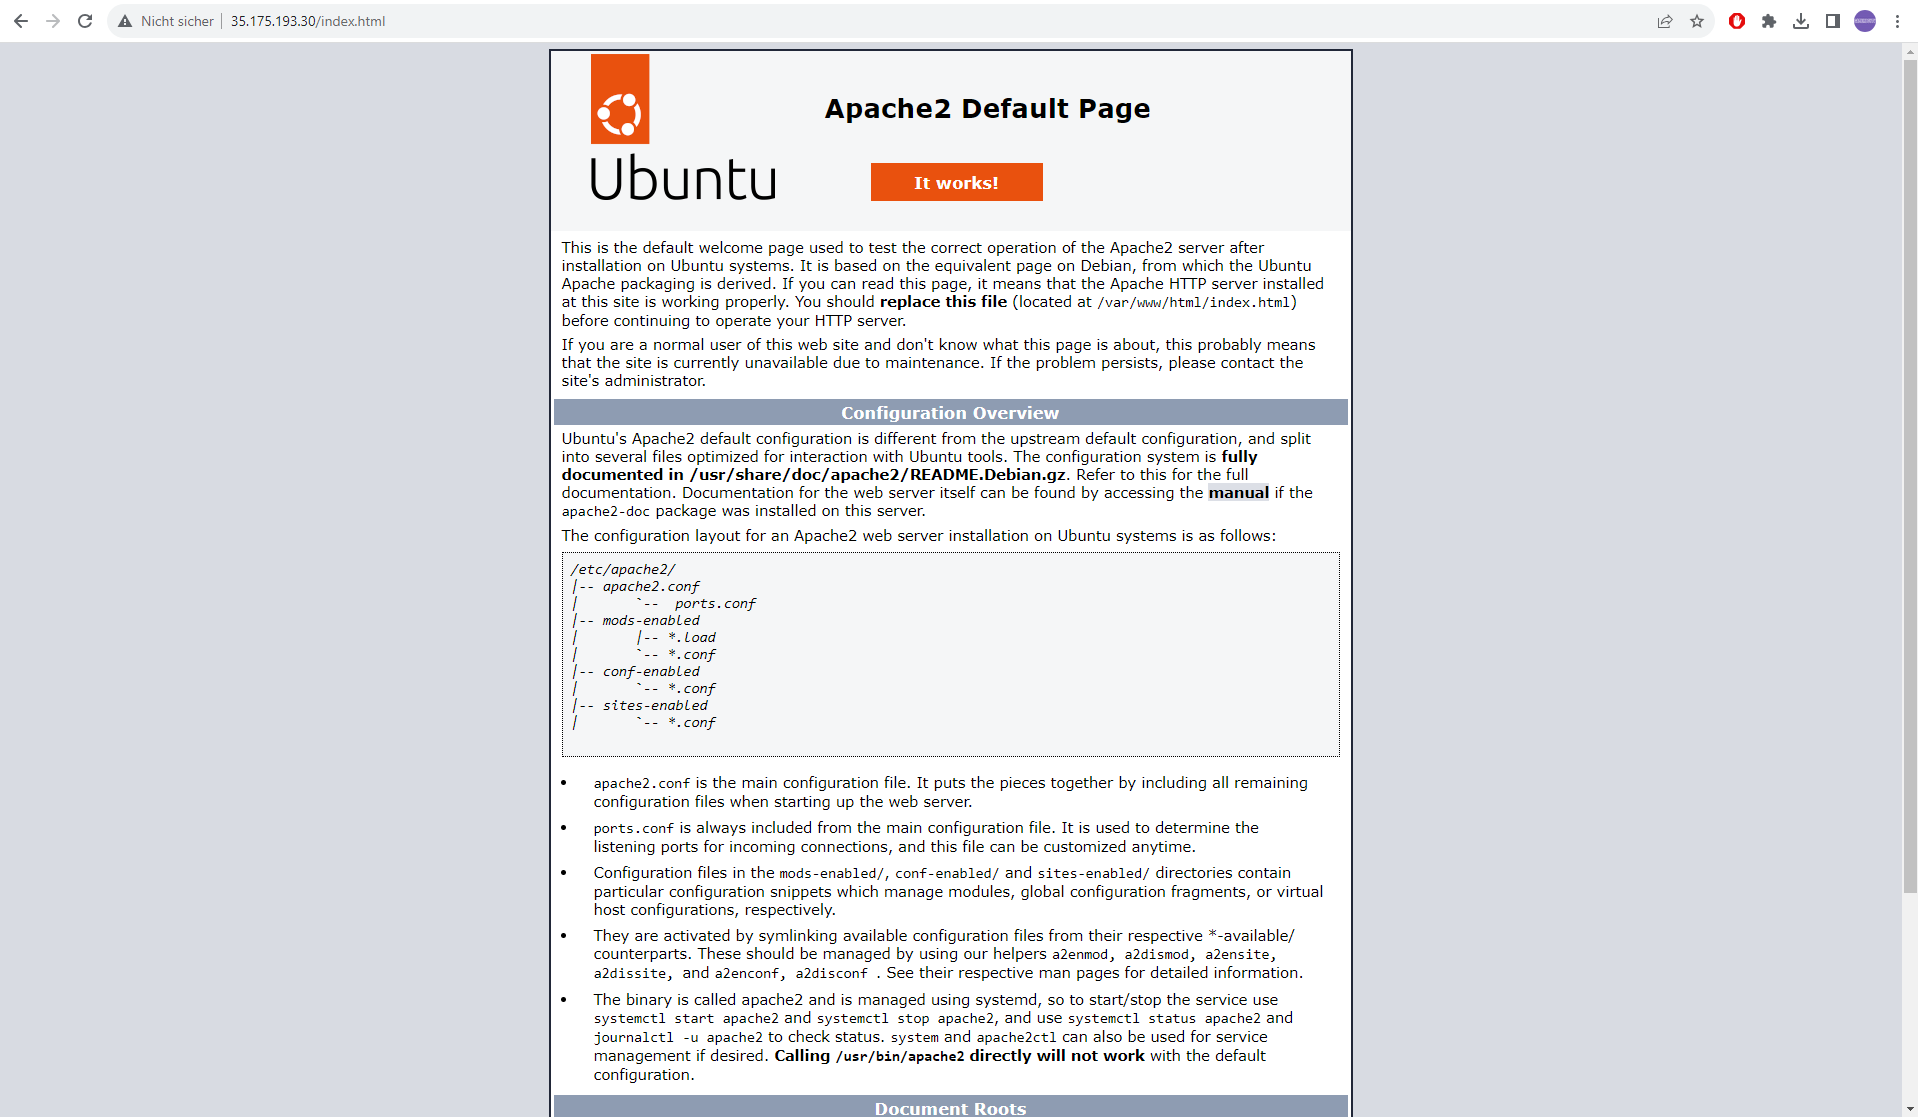 Nicht sicher
35.175.193.30/index.html
Apache2 Default Page
Ubuntu
It works!
This is the default welcome page used to test the correct operation of the Apache2 server after
installation on Ubuntu systems. It is based on the equivalent page on Debian, from which the Ubuntu
Apache packaging is derived. If you can read this page, it means that the Apache HTTP server installed
at this site is working properly. You should replace this file (located at /var/www/html/index.html)
before continuing to operate your HTTP server.
If you are a normal user of this web site and don't know what this page is about, this probably means
that the site is currently unavailable due to maintenance. If the problem persists, please contact the
site's administrator.
Configuration Overview
Ubuntu's Apache2 default configuration is different from the upstream default configuration, and split
into several files optimized for interaction with Ubuntu tools. The configuration system is fully
documented in /usr/share/doc/apache2/README.Debian.gz. Refer to this for the full
documentation. Documentation for the web server itself can be found by accessing the manual if the
apache2-doc package was installed on this server.
The configuration layout for an Apache2 web server installation on Ubuntu systems is as follows:
/etc/apache2/
|-- apache2.conf
|       `--  ports.conf
|-- mods-enabled
|       |-- *.load
|       `-- *.conf
|-- conf-enabled
|       `-- *.conf
|-- sites-enabled
|       `-- *.conf
• apache2.conf is the main configuration file. It puts the pieces together by including all remaining
configuration files when starting up the web server.
• ports.conf is always included from the main configuration file. It is used to determine the
listening ports for incoming connections, and this file can be customized anytime.
• Configuration files in the mods-enabled/, conf-enabled/ and sites-enabled/ directories contain
particular configuration snippets which manage modules, global configuration fragments, or virtual
host configurations, respectively.
• They are activated by symlinking available configuration files from their respective *-available/
counterparts. These should be managed by using our helpers a2enmod, a2dismod, a2ensite,
a2dissite, and a2enconf, a2disconf . See their respective man pages for detailed information.
• The binary is called apache2 and is managed using systemd, so to start/stop the service use
systemctl start apache2 and systemctl stop apache2, and use systemctl status apache2 and
journalctl -u apache2 to check status. system and apache2ctl can also be used for service
management if desired. Calling /usr/bin/apache2 directly will not work with the default
configuration.
Document Roots